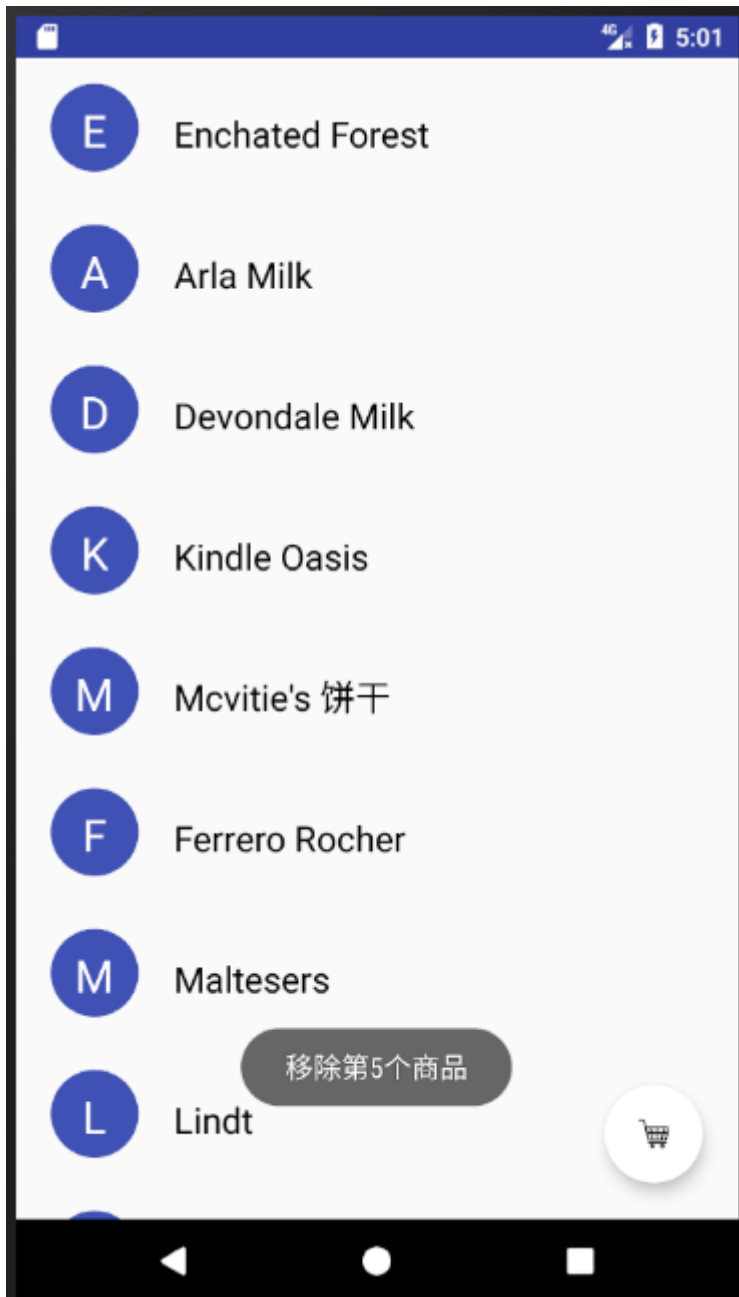 4G 5:01
E Enchated Forest
A Arla Milk
D Devondale Milk
K Kindle Oasis
M Mcvitie's 饼干
F Ferrero Rocher
M Maltesers
移除第5个商品
L Lindt